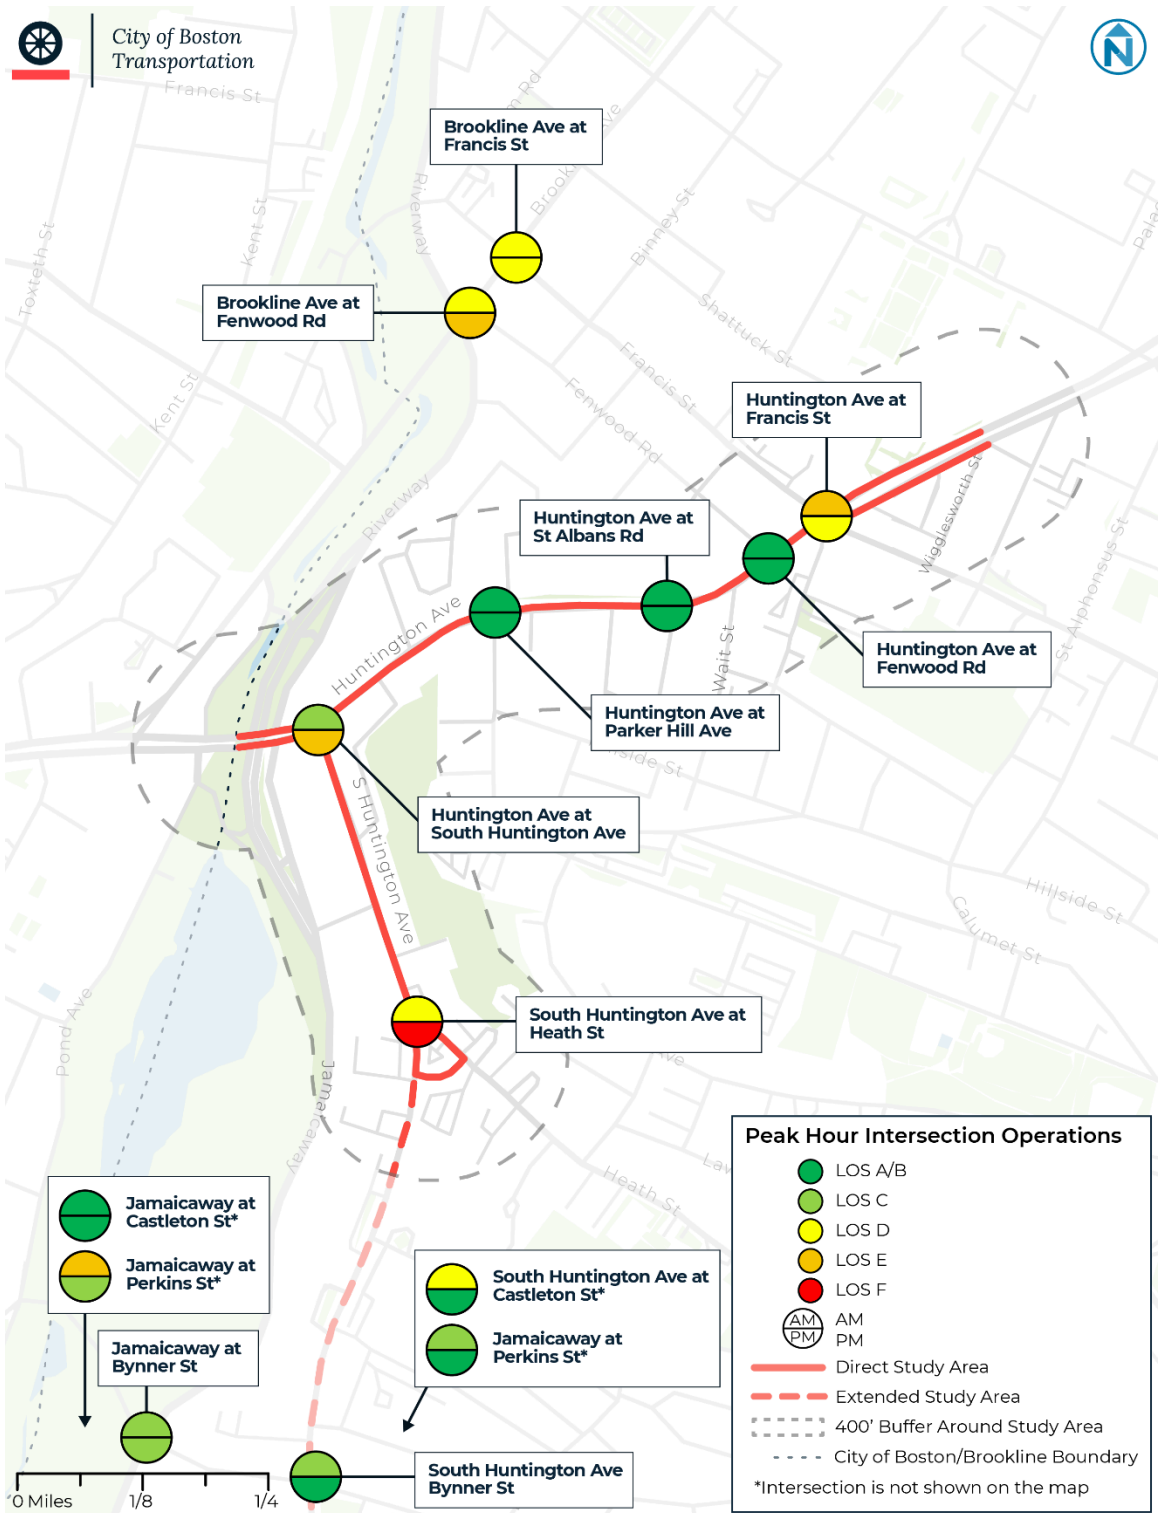 City of Boston
Transportation
N
Francis St
Brookline Ave at
Francis St
Riverway
Kent St
Toxteth St
Binney St
Brookline Ave at
Fenwood Rd
Shattuck St
Francis St
Kent St
Fenwood Rd
Huntington Ave at
Francis St
Riverway
Wigglesworth St
Huntington Ave at
St Albans Rd
St Alphonsus St
Huntington Ave
Wait St
Huntington Ave at
Fenwood Rd
Huntington Ave at
Parker Hill Ave
S Huntington Ave
Huntington Ave at
South Huntington Ave
Hillside St
Calumet St
Pond Ave
South Huntington Ave at
Heath St
Jamaicaway
Jamaicaway
Heath St
Jamaicaway at
Castleton St*
Jamaicaway at
Perkins St*
Jamaicaway at
Bynner St
South Huntington Ave at
Castleton St*
Jamaicaway at
Perkins St*
South Huntington Ave
Bynner St
0 Miles
1/8
1/4
Peak Hour Intersection Operations
LOS A/B
LOS C
LOS D
LOS E
LOS F
AM
PM
AM
PM
Direct Study Area
Extended Study Area
400' Buffer Around Study Area
City of Boston/Brookline Boundary
*Intersection is not shown on the map